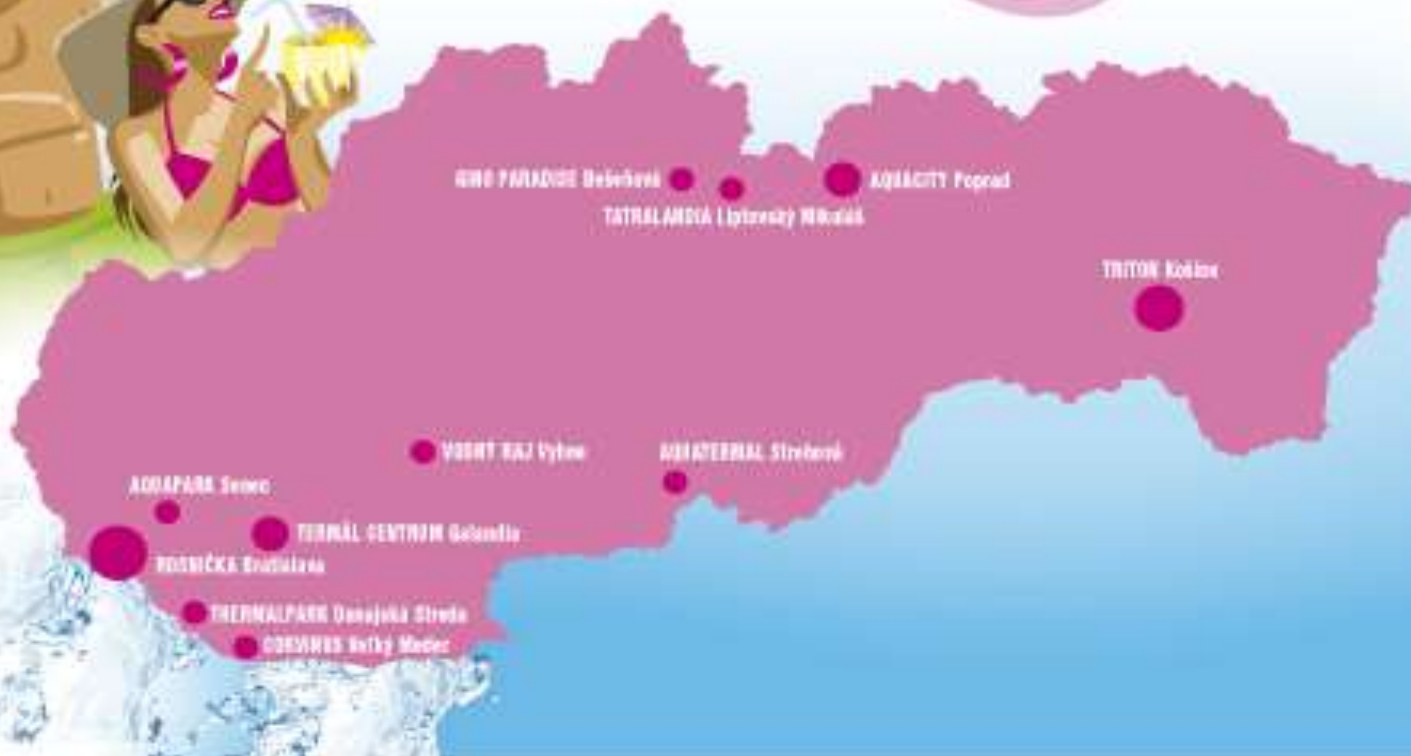 GINO PARADISE Bešeňová
AQUACITY Poprad
TATRALANDIA Liptovský Mikuláš
TRITON Košice
VODNÝ RAJ Vyhne
AQUATERMAL Strehová
AQUAPARK Senec
TERMÁL CENTRUM Galandia
ROSNIČKA Bratislava
THERMALPARK Dunajská Streda
CORVINUS Veľký Meder